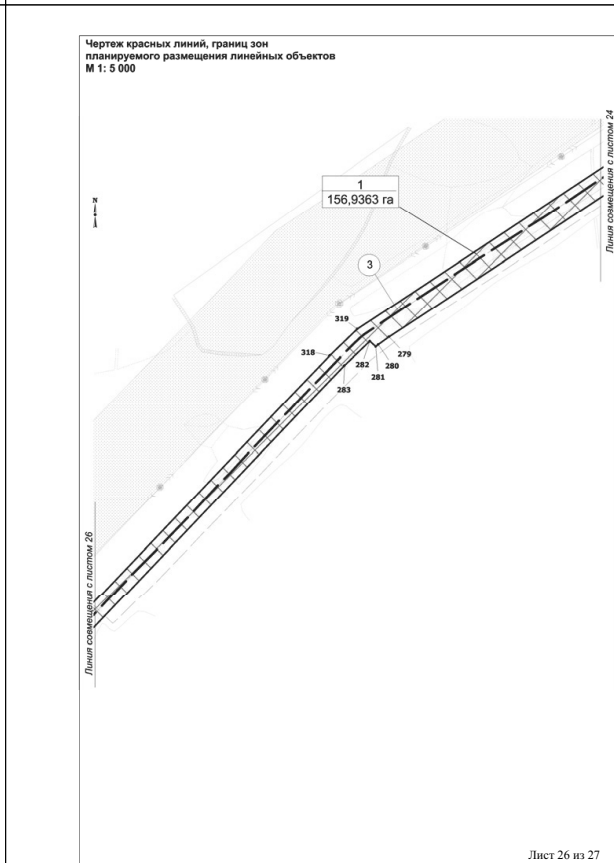 Чертеж красных линий, границ зон
планируемого размещения линейных объектов
М 1: 5 000
Линия созмещения с листом 24
1
156,9363 га
N
3
319
318
279
282
280
281
283
Линия совмещения с листом 26
Лист 26 из 27